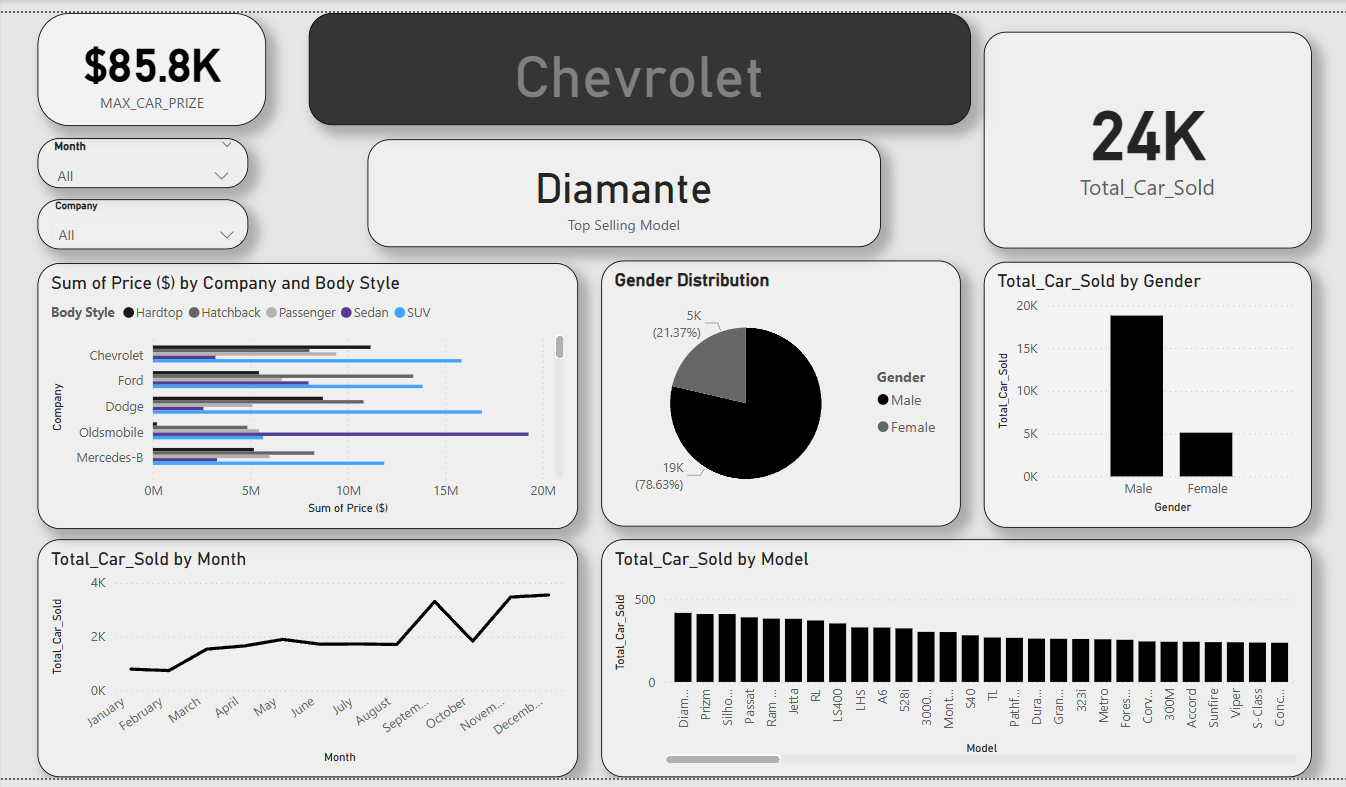 $85.8K
MAX_CAR_PRIZE
Chevrolet
24K
Total_Car_Sold
Month
All
Company
All
Diamante
Top Selling Model
Sum of Price ($) by Company and Body Style
Body Style Hardtop Hatchback Passenger Sedan SUV
Company
Chevrolet
Ford
Dodge
Oldsmobile
Mercedes-B
0M 5M 10M 15M 20M
Sum of Price ($)
Gender Distribution
5K
(21.37%)
19K
(78.63%)
Gender
Male
Female
Total_Car_Sold by Gender
Total_Car_Sold
20K
15K
10K
5K
0K
Male Female
Gender
Total_Car_Sold by Month
Total_Car_Sold
4K
2K
0K
January February March April May June July August Septem... October Novem... Decemb...
Month
Total_Car_Sold by Model
Total_Car_Sold
500
0
Diam... Prizm Silho... Passat Ram ... Jetta RL LS400 LHS A6 528i 3000... Mont... S40 TL Pathf... Dura... Gran... 323i Metro Fores... Corv... 300M Accord Sunfire Viper S-Class Conc...
Model